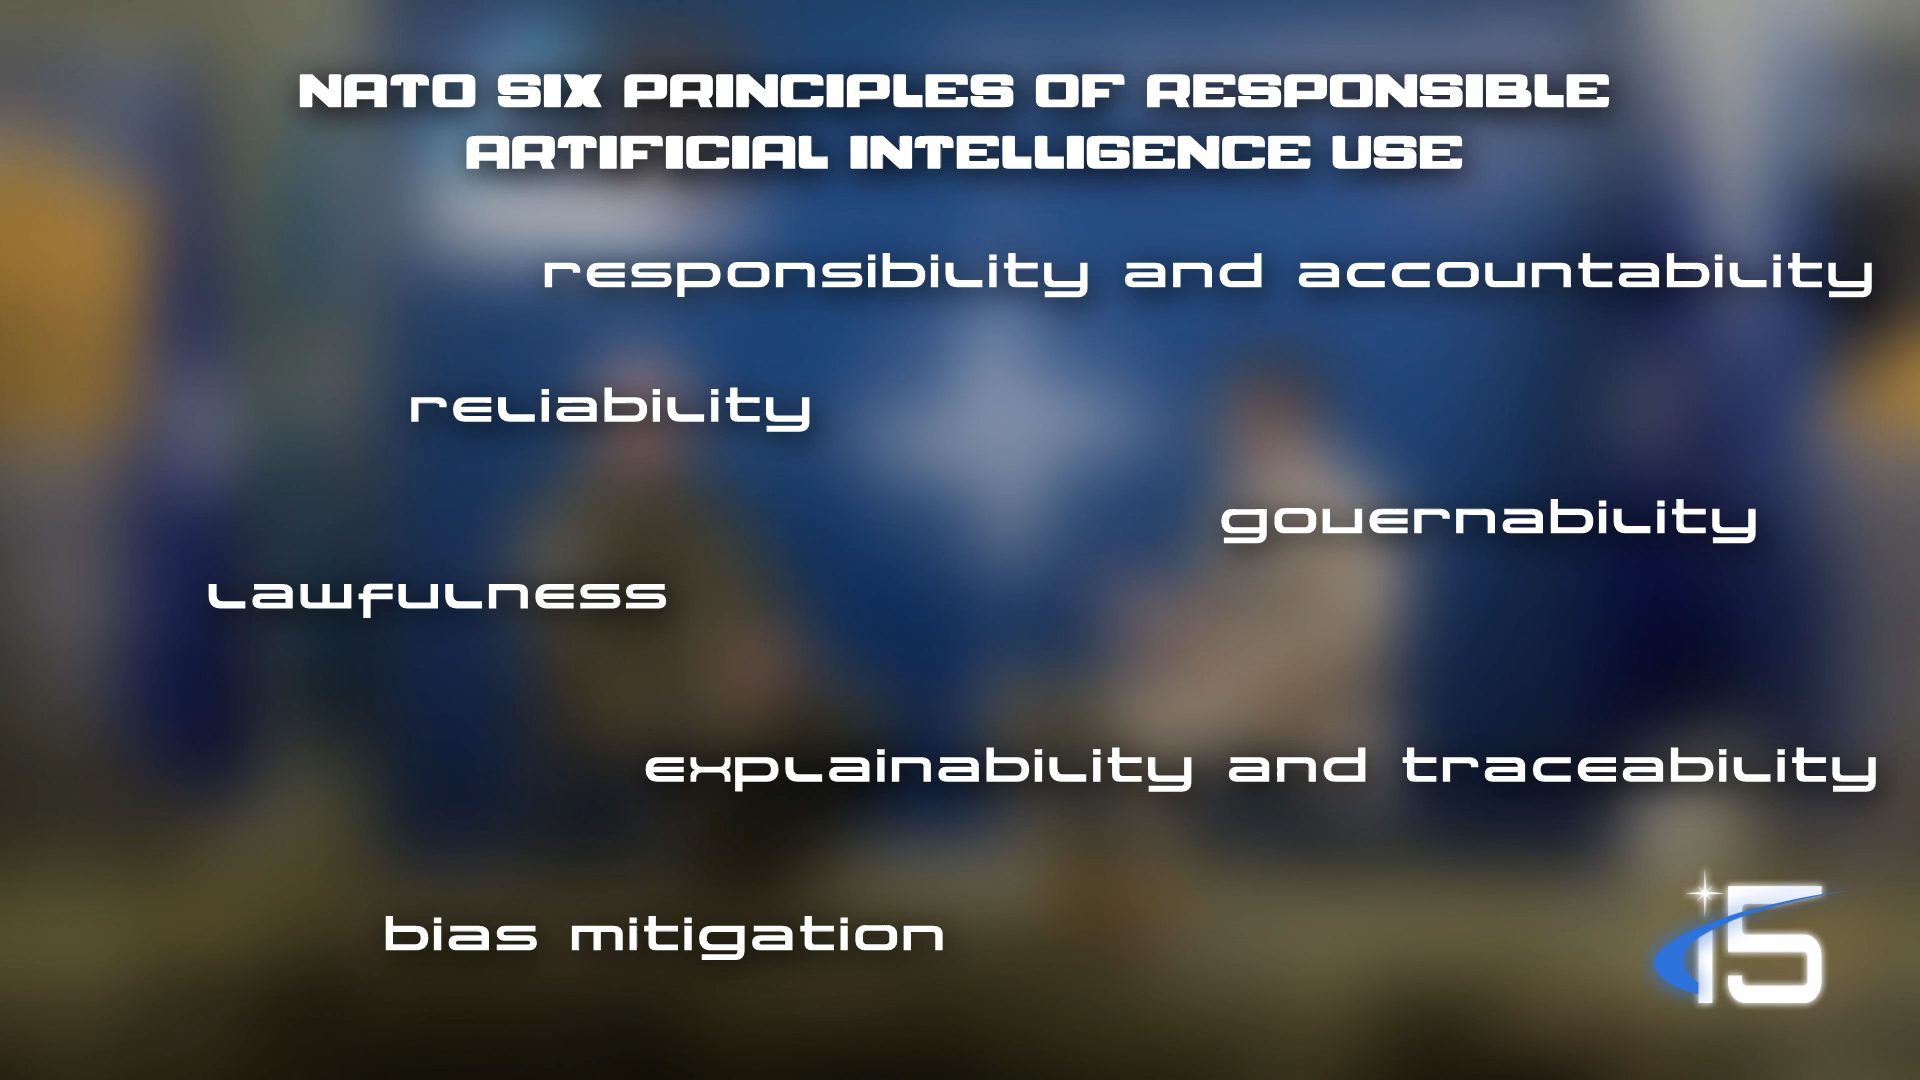 NATO SIX PRINCIPLES OF RESPONSIBLE
ARTIFICIAL INTELLIGENCE USE
responsibility and accountability
reliability
governability
lawfulness
explainability and traceability
bias mitigation
i5